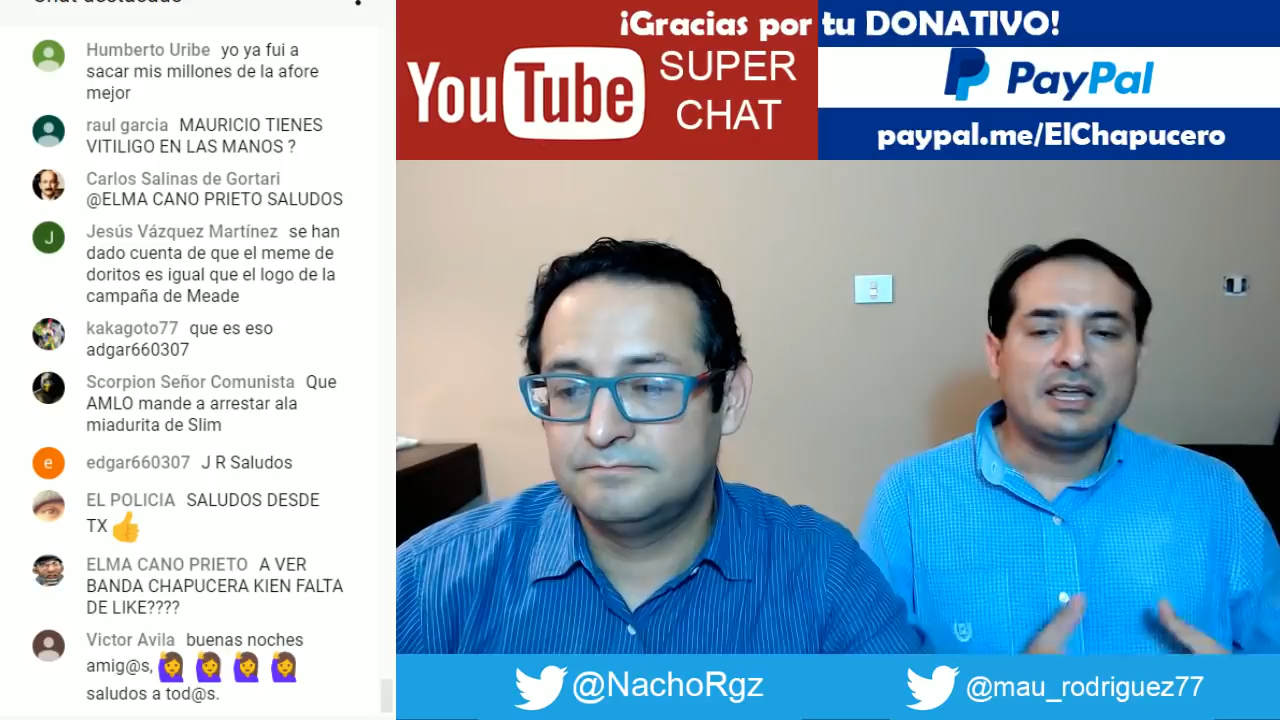 Chat destacado
Humberto Uribe yo ya fui a
sacar mis millones de la afore
mejor
raul garcia MAURICIO TIENES
VITILIGO EN LAS MANOS ?
Carlos Salinas de Gortari
@ELMA CANO PRIETO SALUDOS
J
Jesús Vázquez Martínez se han
dado cuenta de que el meme de
doritos es igual que el logo de la
campaña de Meade
kakagoto77 que es eso
adgar660307
Scorpion Señor Comunista Que
AMLO mande a arrestar ala
miadurita de Slim
e
edgar660307 J R Saludos
EL POLICIA SALUDOS DESDE
TX
ELMA CANO PRIETO A VER
BANDA CHAPUCERA KIEN FALTA
DE LIKE????
Victor Avila buenas noches
amig@s,
saludos a tod@s.
¡Gracias por tu DONATIVO!
YouTube
SUPER
CHAT
PayPal
paypal.me/ElChapucero
@NachoRgz
@mau_rodriguez77